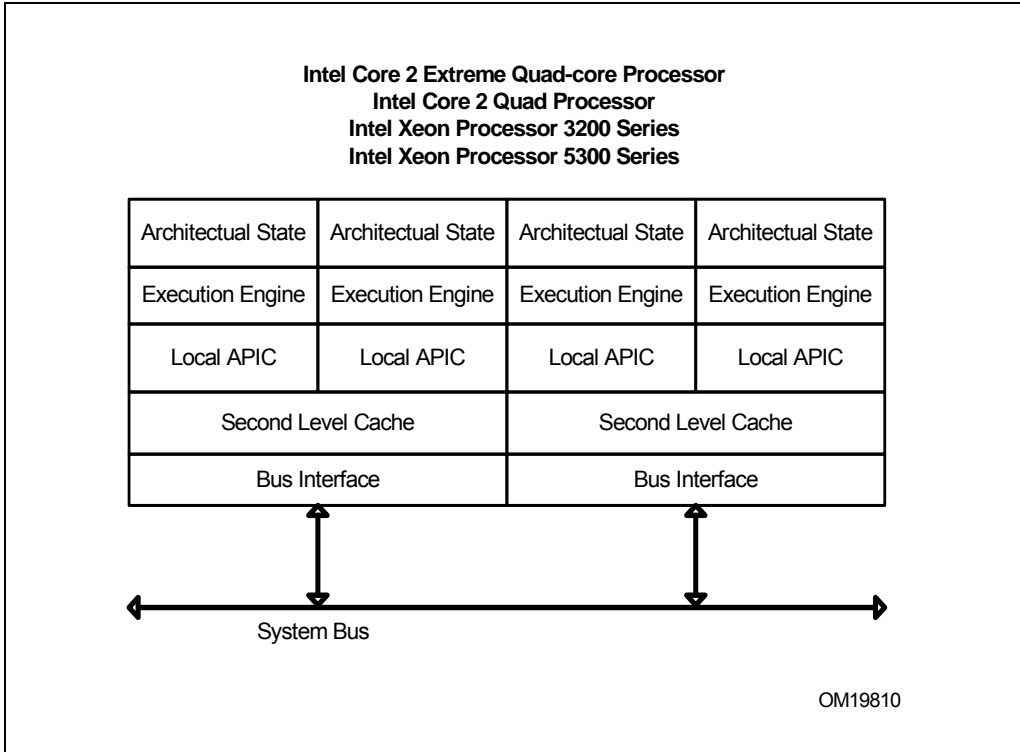 Intel Core 2 Extreme Quad-core Processor
Intel Core 2 Quad Processor
Intel Xeon Processor 3200 Series
Intel Xeon Processor 5300 Series
Architectual State Architectual State Architectual State Architectual State
Execution Engine Execution Engine Execution Engine Execution Engine
Local APIC Local APIC Local APIC Local APIC
Second Level Cache Second Level Cache
Bus Interface Bus Interface
System Bus
OM19810